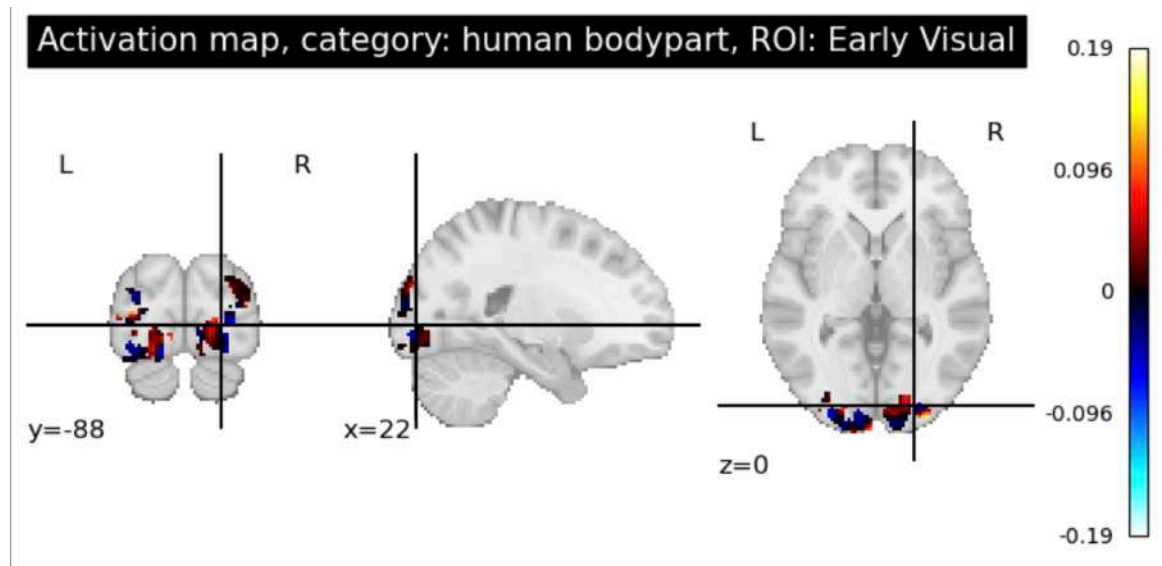 Activation map, category: human bodypart, ROI: Early Visual
L
R
L
R
y=-88
x=22
z=0
0.19
0.096
0
-0.096
-0.19